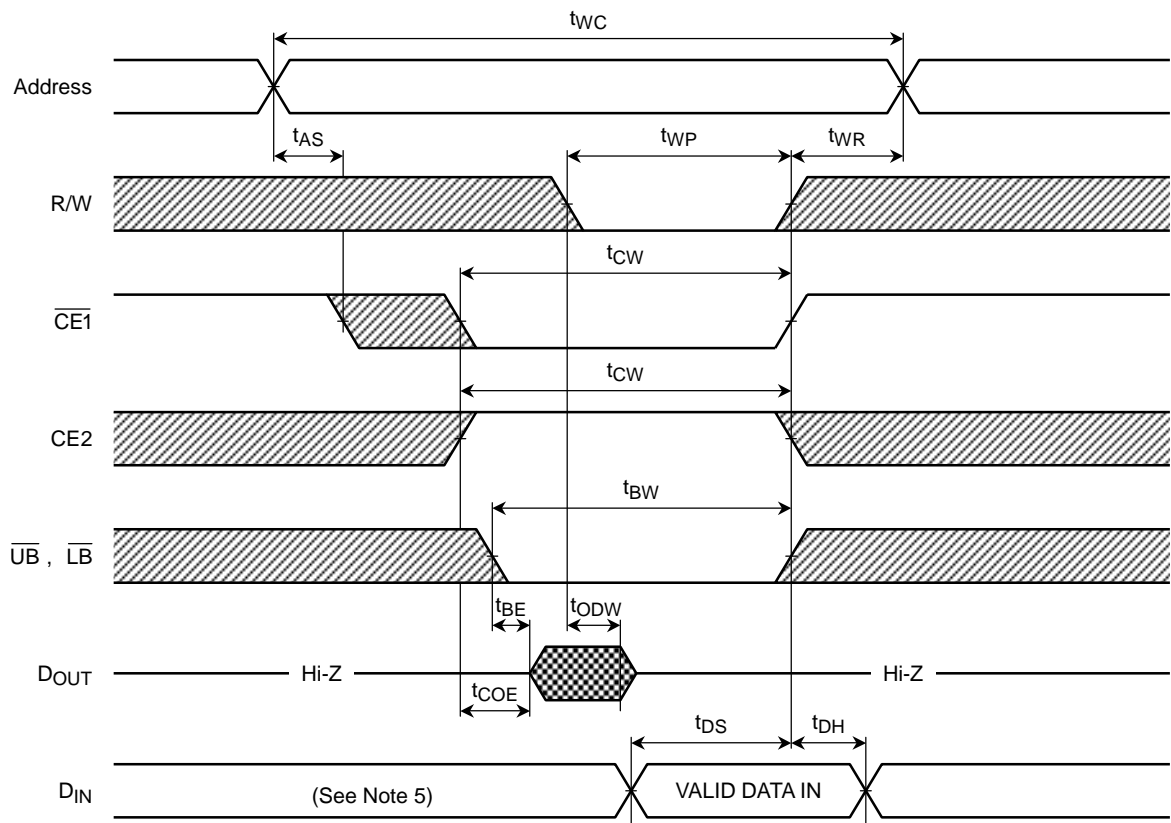 tWC
Address
tAS
tWP
tWR
R/W
tCW
CE1
tCW
CE2
tBW
UB , LB
tBE
tODW
DOUT
Hi-Z
Hi-Z
tCOE
tDS
tDH
DIN
(See Note 5)
VALID DATA IN